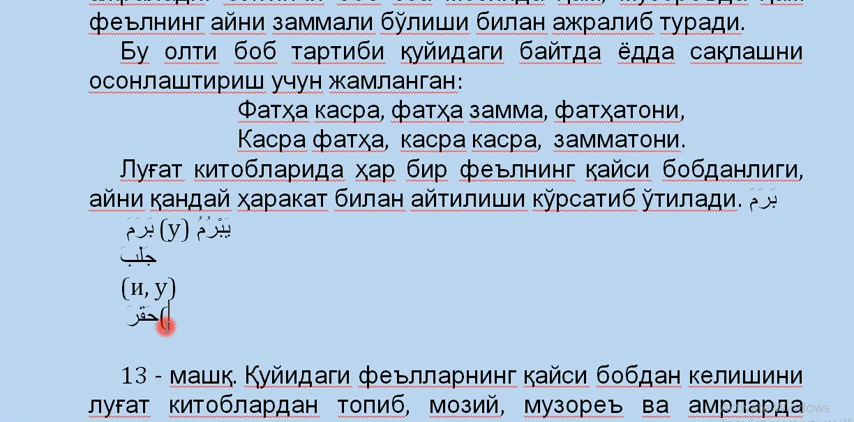 феълнинг айни заммали бўлиши билан ажралиб туради.
Бу олти боб тартиби қуйидаги байтда ёдда сақлашни
осонлаштириш учун жамланган:
Фатҳа касра, фатҳа замма, фатҳатони,
Касра фатҳа, касра касра, замматони.
Луғат китобларида ҳар бир феълнинг қайси бобданлиги,
айни қандай ҳаракат билан айтилиши кўрсатиб ўтилади. بَرَمَ
بَرَمَ (у) يَبْرُمُ
جَلَبَ
(и, у)
حَقَرَ (
13 - машқ. Қуйидаги феълларнинг қайси бобдан келишини
луғат китоблардан топиб, мозий, музореъ ва амрларда